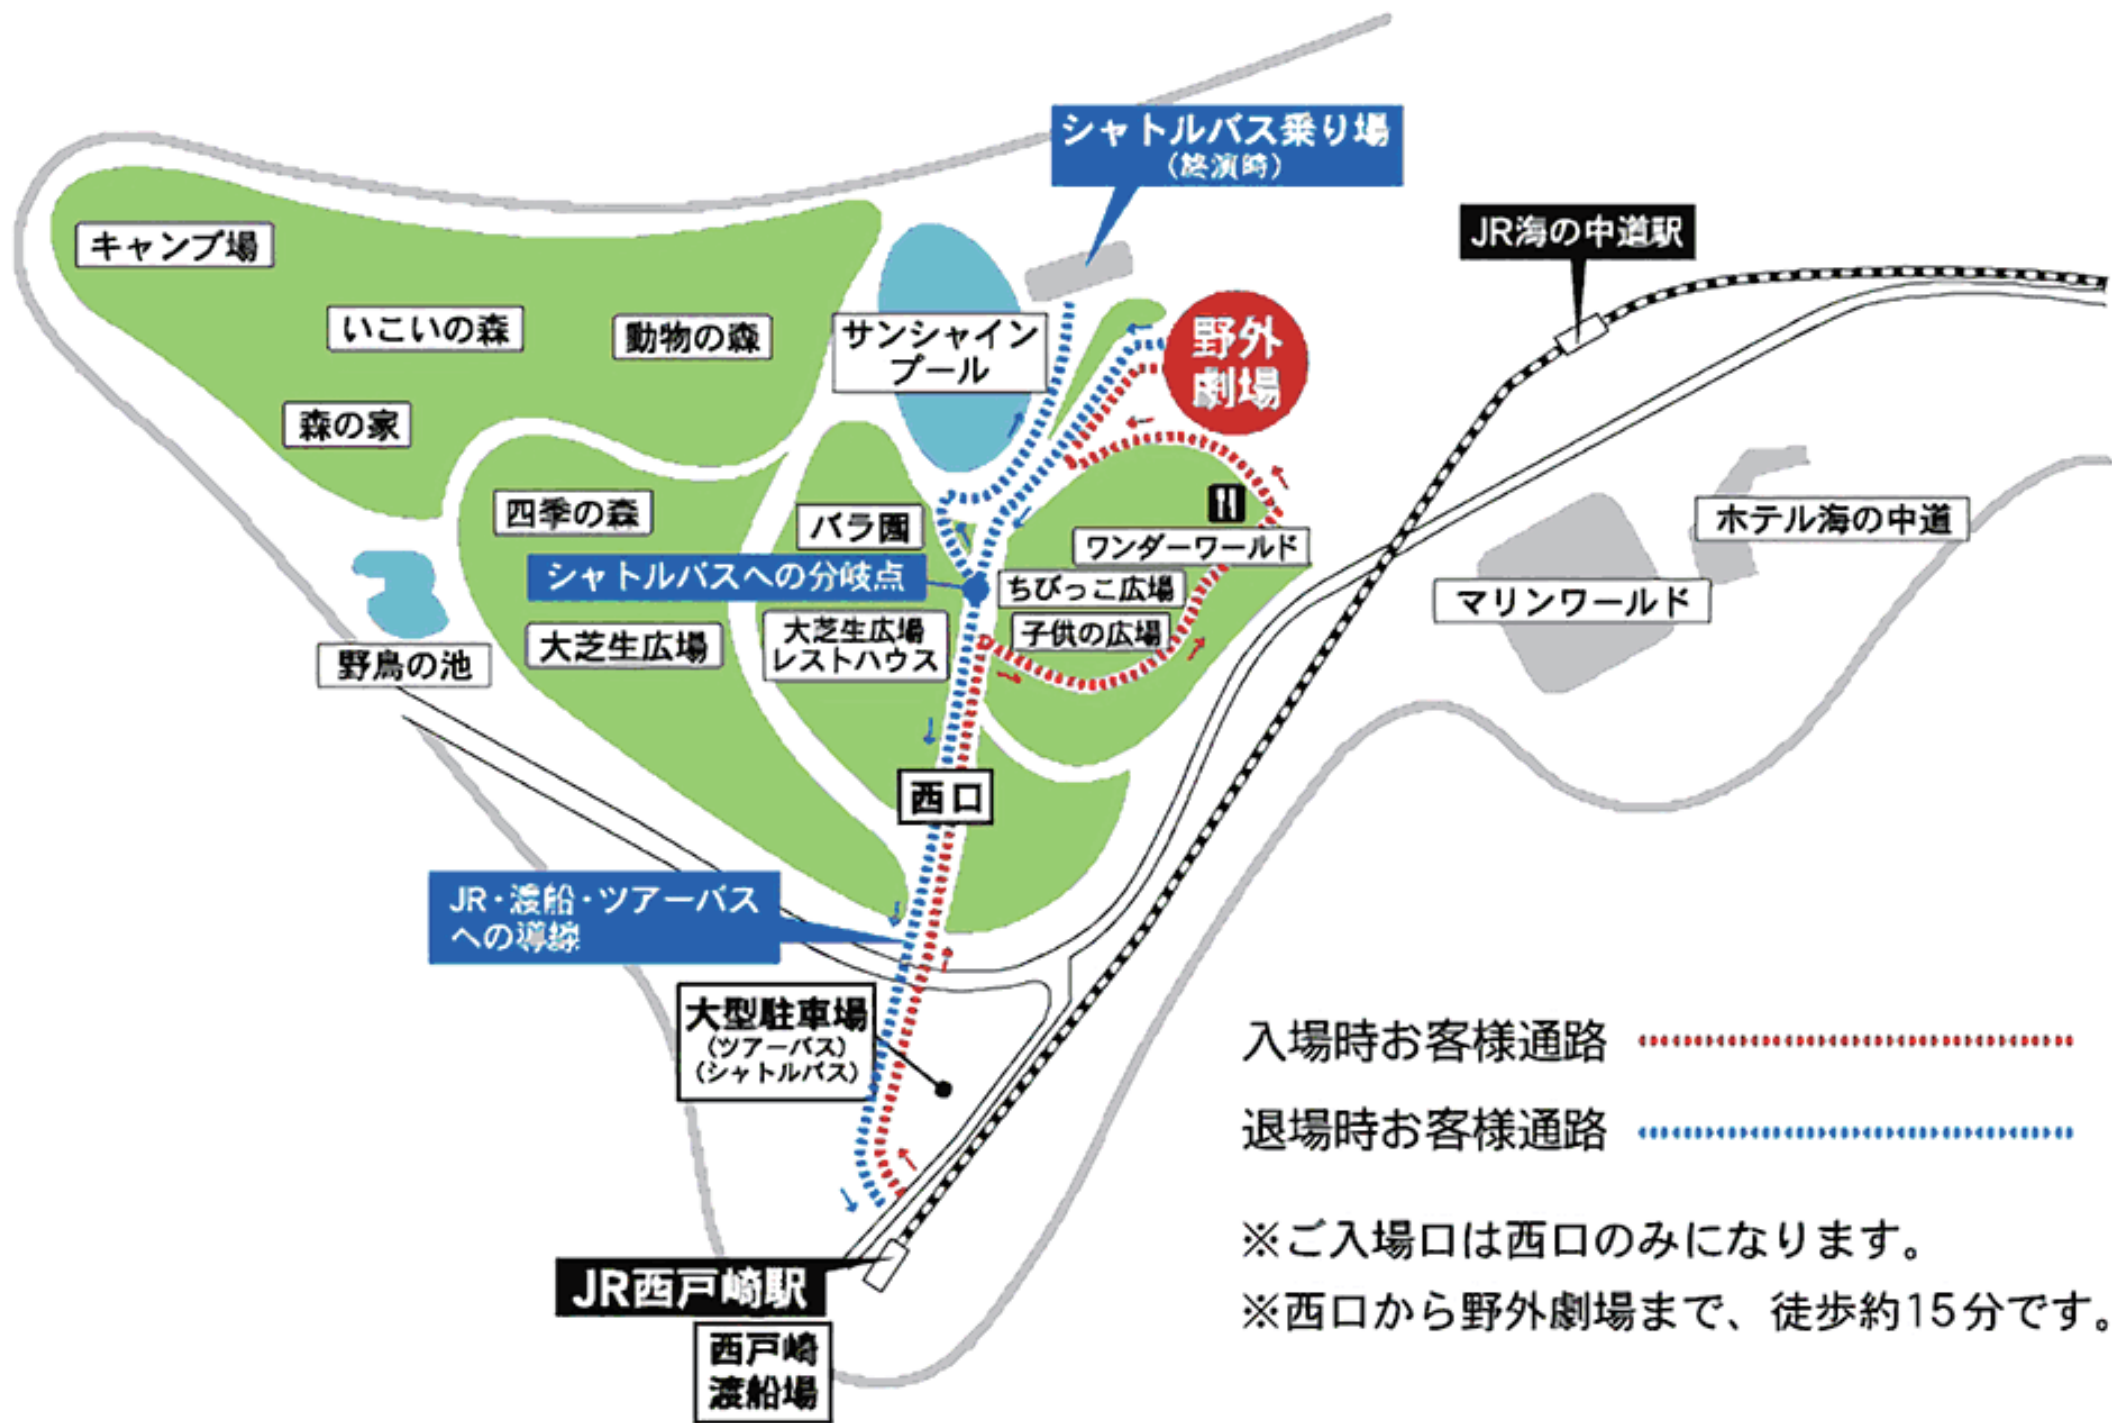 シャトルバス乗り場
（終演時）
JR海の中道駅
キャンプ場
いこいの森
動物の森
サンシャイン
プール
野外
劇場
森の家
四季の森
バラ園
ワンダーワールド
ホテル海の中道
シャトルバスへの分岐点
ちびっこ広場
マリンワールド
大芝生広場
大芝生広場
レストハウス
子供の広場
野鳥の池
西口
JR・渡船・ツアーバス
への導線
大型駐車場
（ツアーバス）
（シャトルバス）
入場時お客様通路
退場時お客様通路
※ご入場口は西口のみになります。
※西口から野外劇場まで、徒歩約15分です。
JR西戸崎駅
西戸崎
渡船場